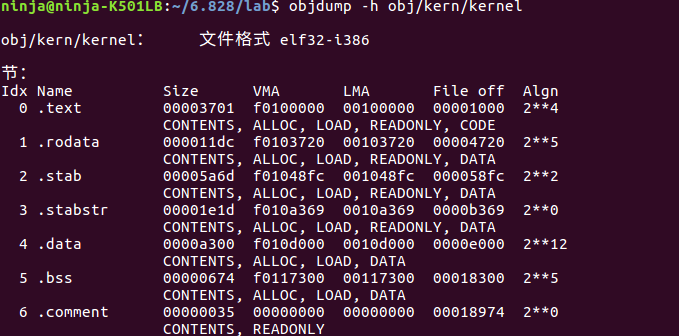 ninja@ninja-K501LB:~/6.828/lab$ objdump -h obj/kern/kernel
obj/kern/kernel：     文件格式 elf32-i386
节：
Idx Name          Size      VMA       LMA       File off  Algn
  0 .text         00003701  f0100000  00100000  00001000  2**4
                  CONTENTS, ALLOC, LOAD, READONLY, CODE
  1 .rodata       000011dc  f0103720  00103720  00004720  2**5
                  CONTENTS, ALLOC, LOAD, READONLY, DATA
  2 .stab         00005a6d  f01048fc  001048fc  000058fc  2**2
                  CONTENTS, ALLOC, LOAD, READONLY, DATA
  3 .stabstr      00001e1d  f010a369  0010a369  0000b369  2**0
                  CONTENTS, ALLOC, LOAD, READONLY, DATA
  4 .data         0000a300  f010d000  0010d000  0000e000  2**12
                  CONTENTS, ALLOC, LOAD, DATA
  5 .bss          00000674  f0117300  00117300  00018300  2**5
                  CONTENTS, ALLOC, LOAD, DATA
  6 .comment      00000035  00000000  00000000  00018974  2**0
                  CONTENTS, READONLY